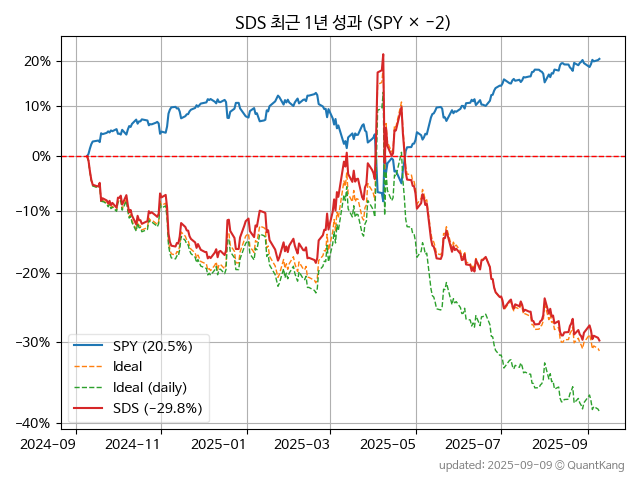 SDS 최근 1년 성과 (SPY × −2)
20%
10%
0%
−10%
−20%
−30%
−40%
SPY (20.5%)
Ideal
Ideal (daily)
SDS (−29.8%)
2024-09
2024-11
2025-01
2025-03
2025-05
2025-07
2025-09
updated: 2025-09-09 © QuantKang